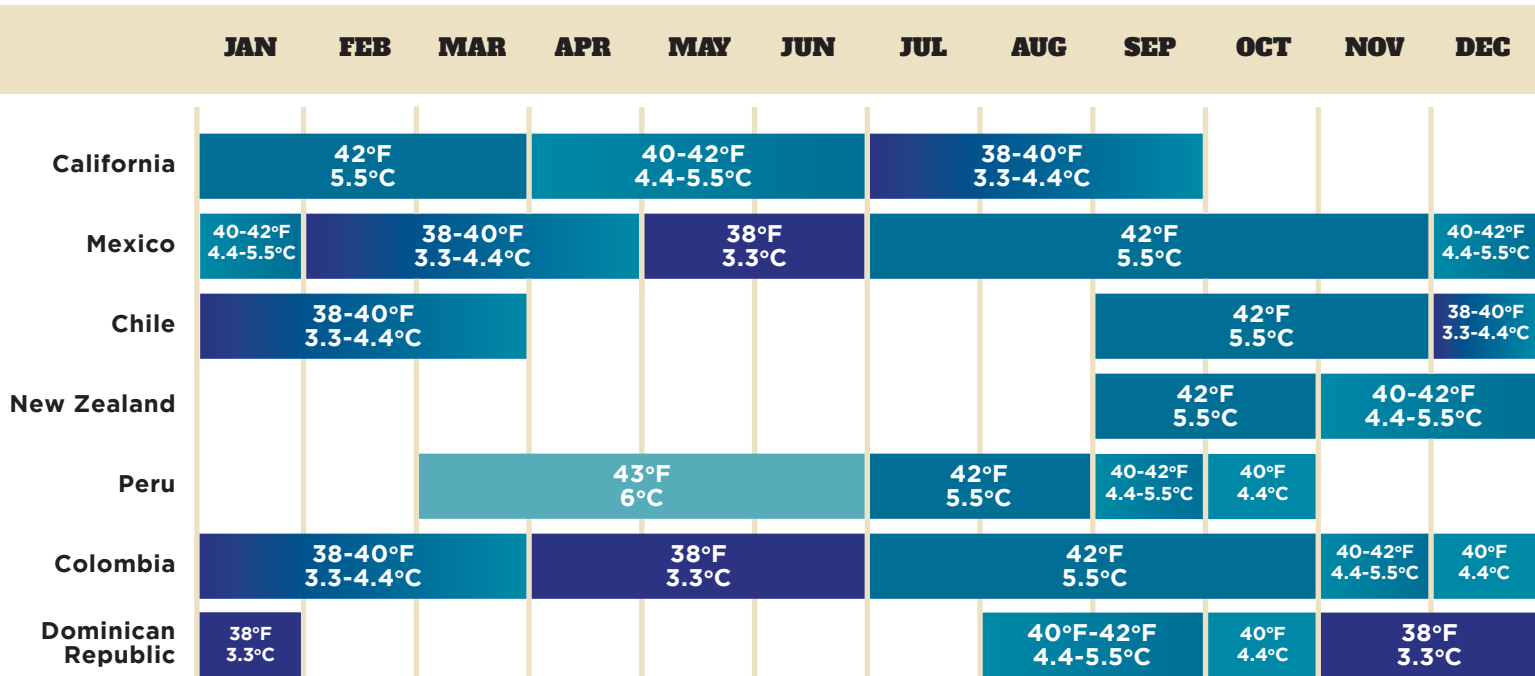 JAN FEB MAR APR MAY JUN JUL AUG SEP OCT NOV DEC
California
42°F
5.5°C
40-42°F
4.4-5.5°C
38-40°F
3.3-4.4°C
Mexico
40-42°F
4.4-5.5°C
38-40°F
3.3-4.4°C
38°F
3.3°C
42°F
5.5°C
40-42°F
4.4-5.5°C
Chile
38-40°F
3.3-4.4°C
42°F
5.5°C
38-40°F
3.3-4.4°C
New Zealand
42°F
5.5°C
40-42°F
4.4-5.5°C
Peru
43°F
6°C
42°F
5.5°C
40-42°F
4.4-5.5°C
40°F
4.4°C
Colombia
38-40°F
3.3-4.4°C
38°F
3.3°C
42°F
5.5°C
40-42°F
4.4-5.5°C
40°F
4.4°C
Dominican
Republic
38°F
3.3°C
40°F-42°F
4.4-5.5°C
40°F
4.4°C
38°F
3.3°C